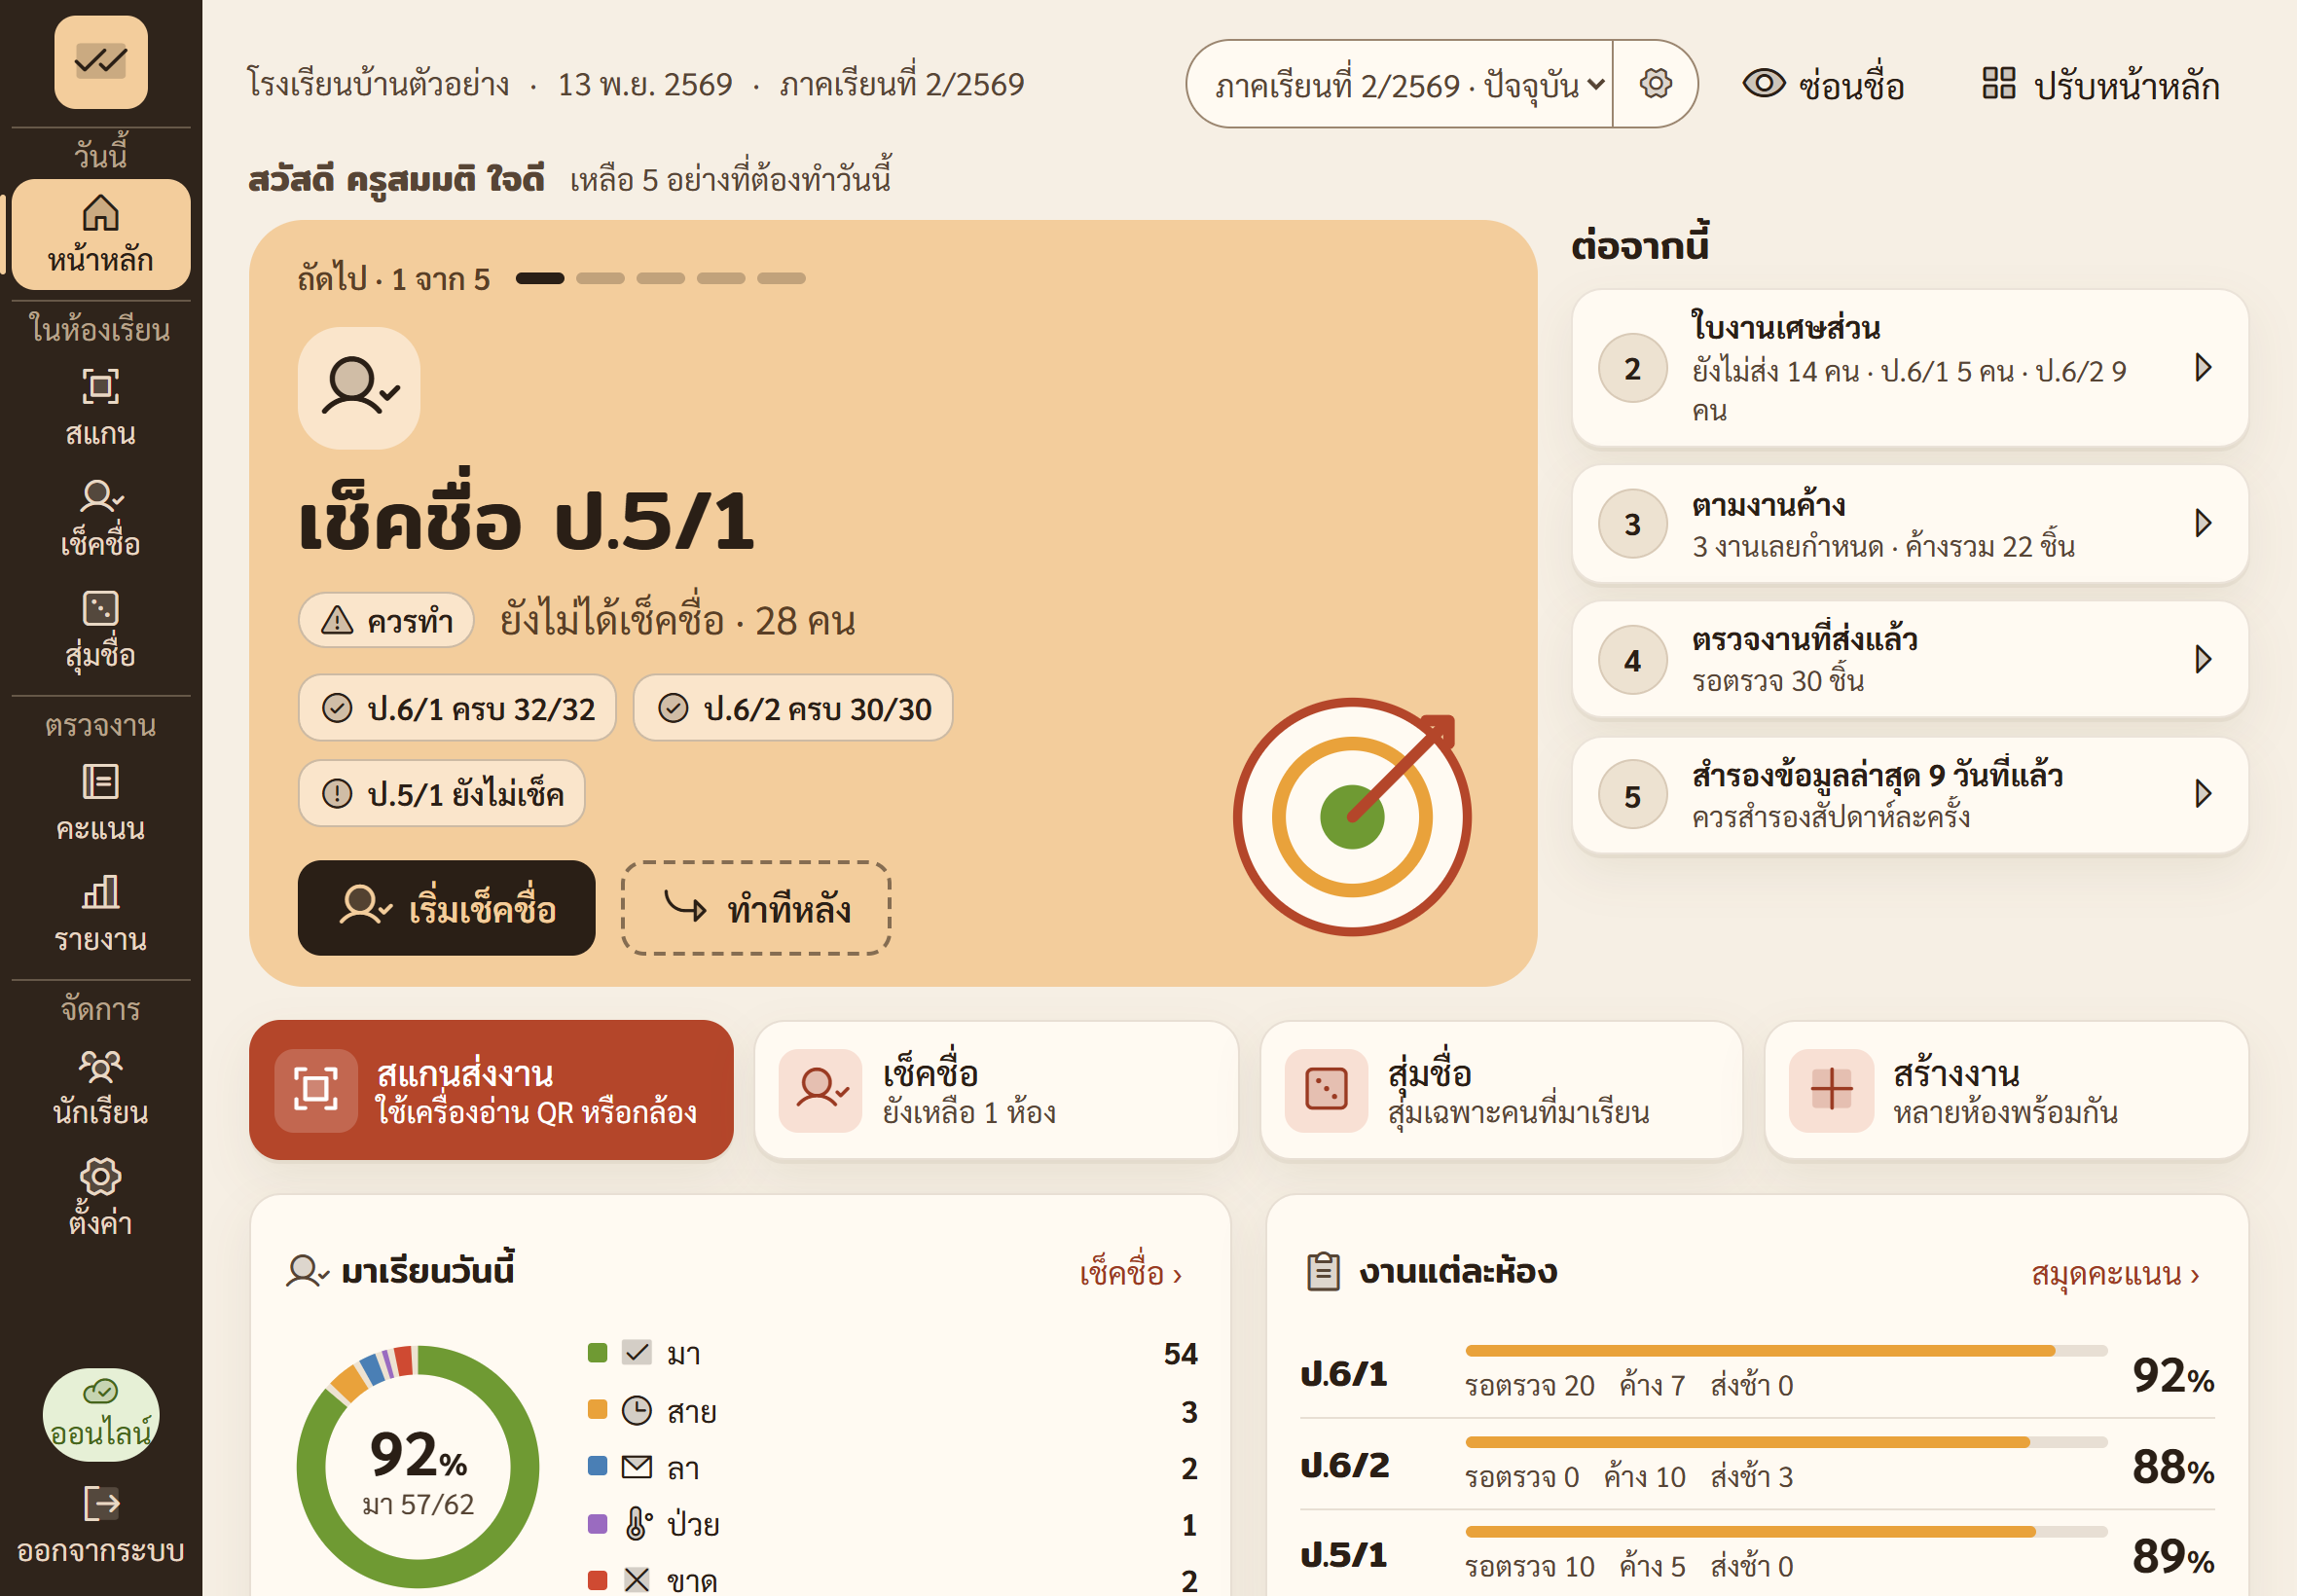 วันนี้
หน้าหลัก
ในห้องเรียน
สแกน
เช็คชื่อ
สุ่มชื่อ
ตรวจงาน
คะแนน
รายงาน
จัดการ
นักเรียน
ตั้งค่า
ออนไลน์
ออกจากระบบ
โรงเรียนบ้านตัวอย่าง · 13 พ.ย. 2569 · ภาคเรียนที่ 2/2569
ภาคเรียนที่ 2/2569 · ปัจจุบัน
ซ่อนชื่อ
ปรับหน้าหลัก
สวัสดี ครูสมมติ ใจดี เหลือ 5 อย่างที่ต้องทำวันนี้
ถัดไป · 1 จาก 5
เช็คชื่อ ป.5/1
ควรทำ ยังไม่ได้เช็คชื่อ · 28 คน
ป.6/1 ครบ 32/32 ป.6/2 ครบ 30/30
ป.5/1 ยังไม่เช็ค
เริ่มเช็คชื่อ ทำทีหลัง
ต่อจากนี้
2
ใบงานเศษส่วน
ยังไม่ส่ง 14 คน · ป.6/1 5 คน · ป.6/2 9
คน
3
ตามงานค้าง
3 งานเลยกำหนด · ค้างรวม 22 ชิ้น
4
ตรวจงานที่ส่งแล้ว
รอตรวจ 30 ชิ้น
5
สำรองข้อมูลล่าสุด 9 วันที่แล้ว
ควรสำรองสัปดาห์ละครั้ง
สแกนส่งงาน
ใช้เครื่องอ่าน QR หรือกล้อง
เช็คชื่อ
ยังเหลือ 1 ห้อง
สุ่มชื่อ
สุ่มเฉพาะคนที่มาเรียน
สร้างงาน
หลายห้องพร้อมกัน
มาเรียนวันนี้ เช็คชื่อ ›
92%
มา 57/62
มา 54
สาย 3
ลา 2
ป่วย 1
ขาด 2
งานแต่ละห้อง สมุดคะแนน ›
ป.6/1 92%
รอตรวจ 20 ค้าง 7 ส่งช้า 0
ป.6/2 88%
รอตรวจ 0 ค้าง 10 ส่งช้า 3
ป.5/1 89%
รอตรวจ 10 ค้าง 5 ส่งช้า 0